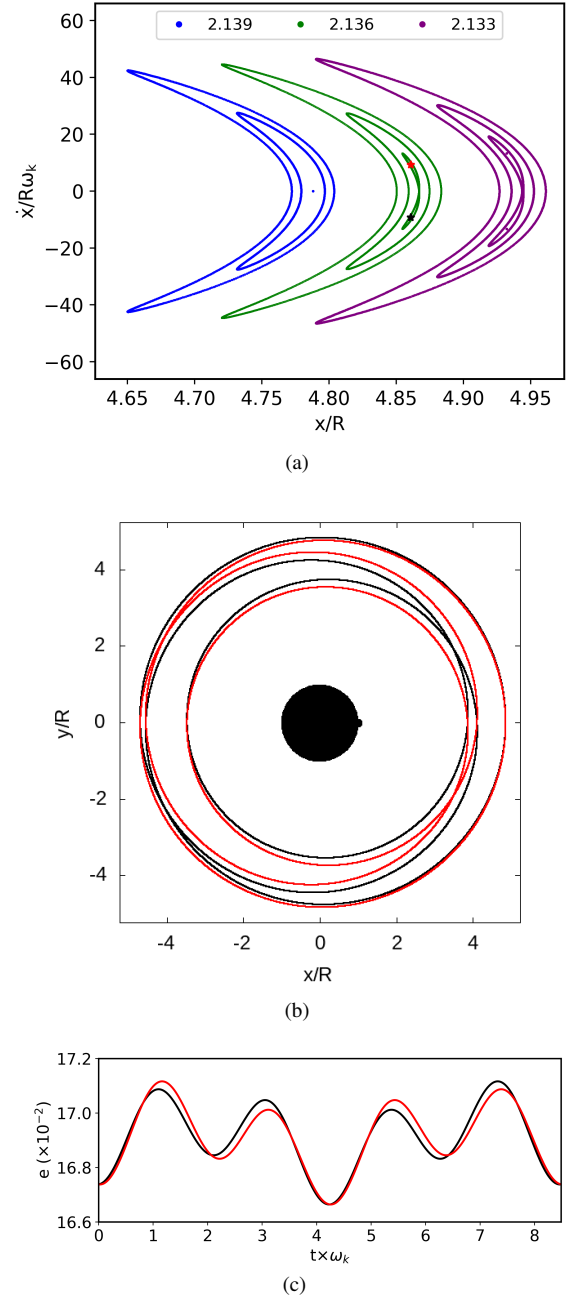 2.139 2.136 2.133
60
40
20
0
−20
−40
−60
ẋ/Rωₖ
4.65 4.70 4.75 4.80 4.85 4.90 4.95
x/R
(a)
4
2
0
-2
-4
y/R
-4 -2 0 2 4
x/R
(b)
17.2
17.0
16.8
16.6
e (×10⁻²)
0 1 2 3 4 5 6 7 8
t×ωₖ
(c)